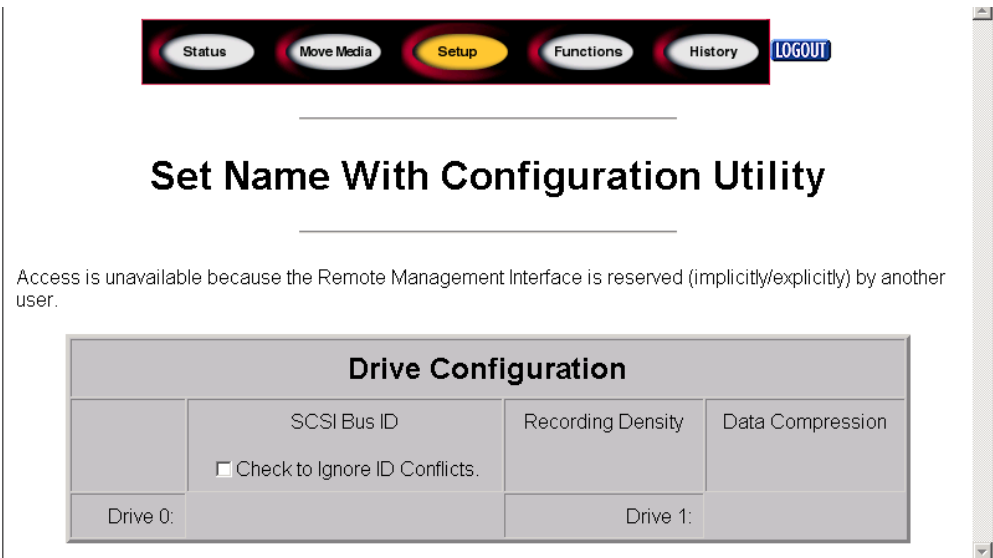 Status
Move Media
Setup
Functions
History
LOGOUT
Set Name With Configuration Utility
Access is unavailable because the Remote Management Interface is reserved (implicitly/explicitly) by another
user.
Drive Configuration
SCSI Bus ID
Recording Density
Data Compression
Check to Ignore ID Conflicts.
Drive 0:
Drive 1: